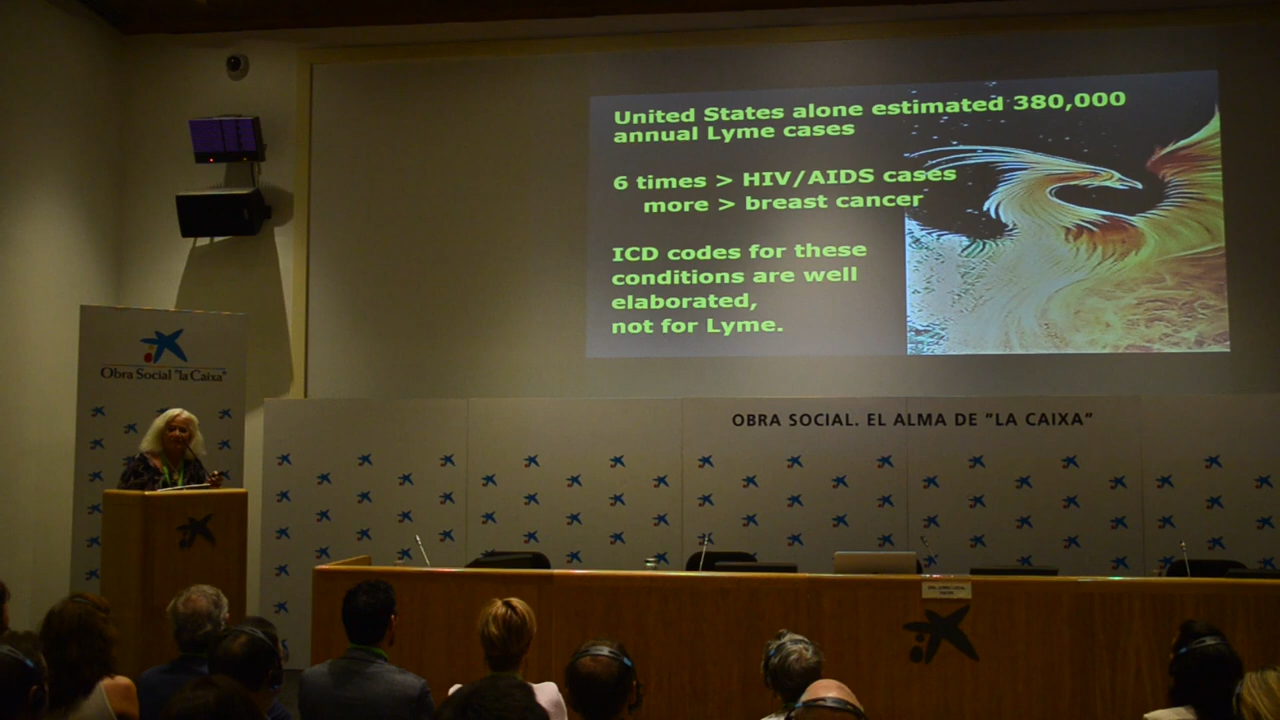 United States alone estimated 380,000
annual Lyme cases
6 times > HIV/AIDS cases
more > breast cancer
ICD codes for these
conditions are well
elaborated,
not for Lyme.
Obra Social "la Caixa"
OBRA SOCIAL. EL ALMA DE "LA CAIXA"